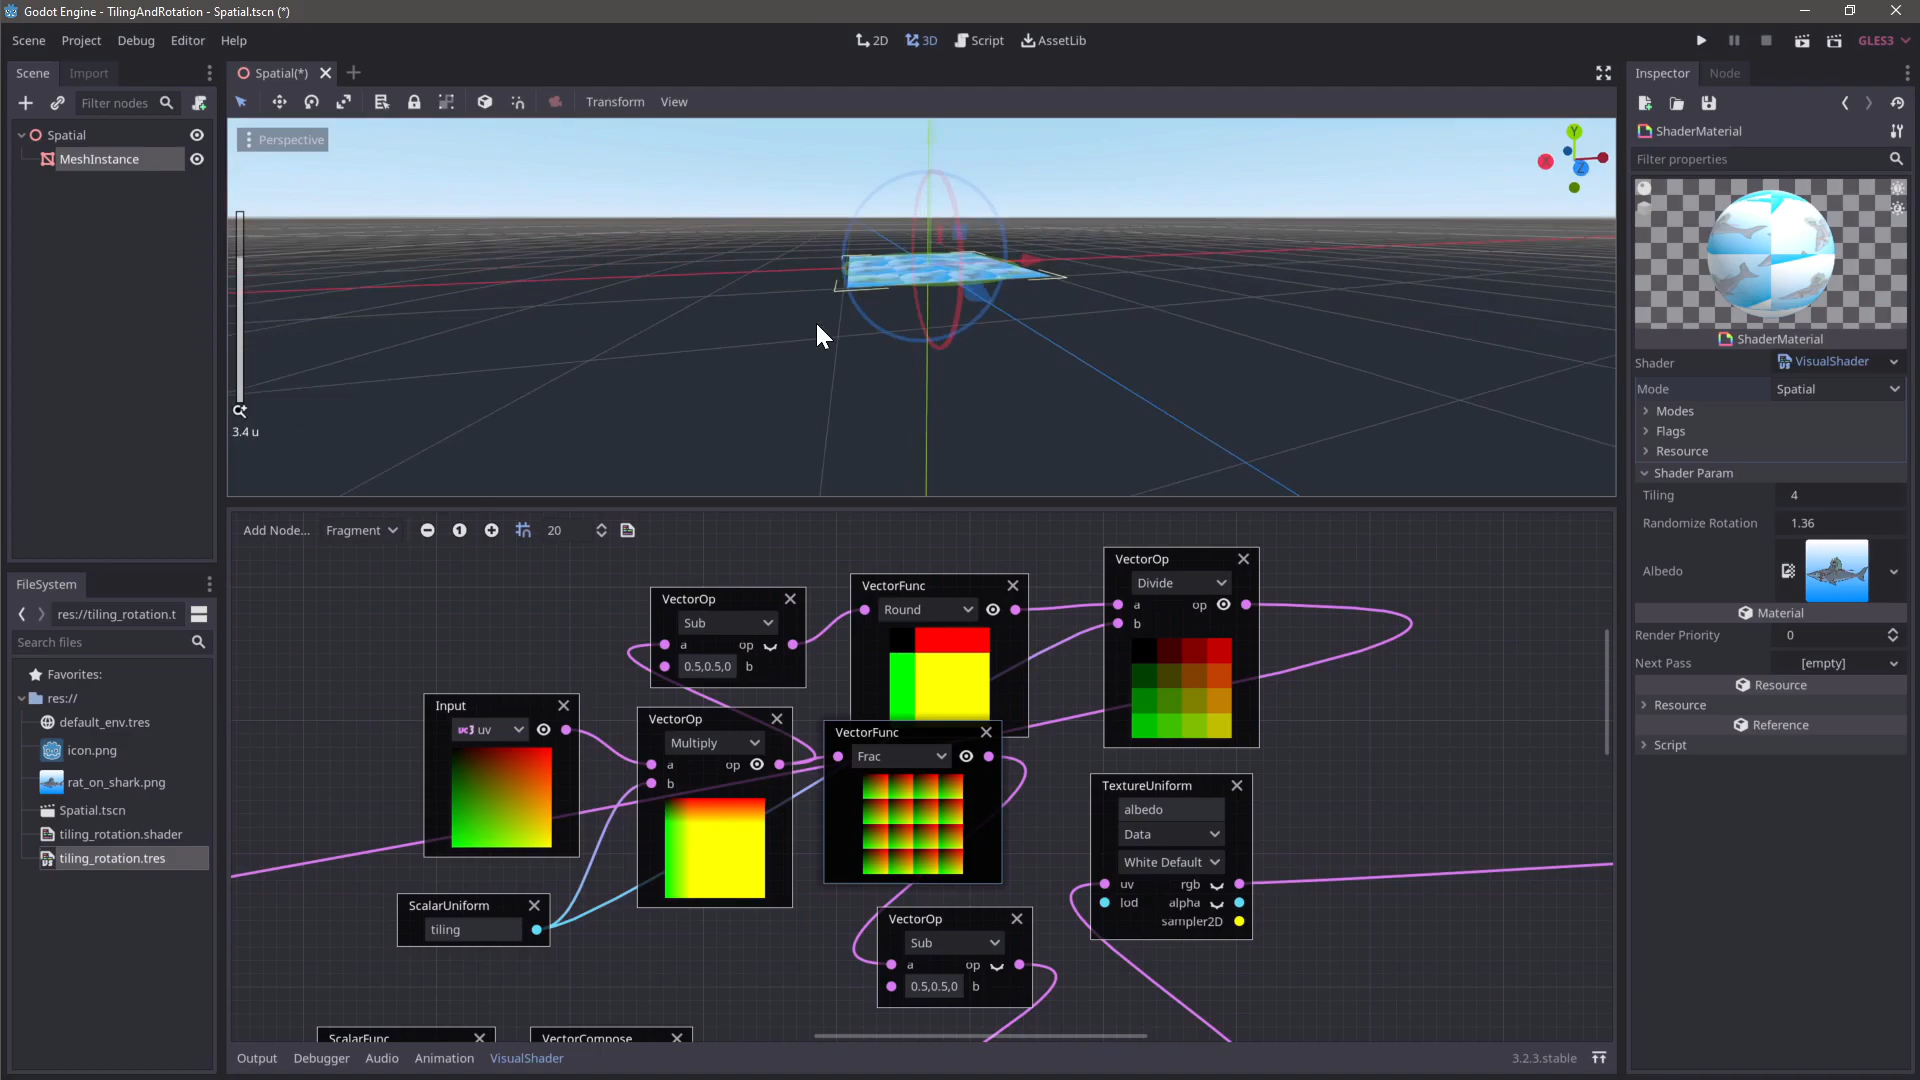 Godot Engine - TilingAndRotation - Spatial.tscn (*)
Scene Project Debug Editor Help
2D 3D Script AssetLib
GLES3
Scene Import
Filter nodes
Spatial
MeshInstance
FileSystem
res://tiling_rotation.t
Search files
Favorites:
res://
default_env.tres
icon.png
rat_on_shark.png
Spatial.tscn
tiling_rotation.shader
tiling_rotation.tres
Spatial(*)
Transform View
Perspective
Y
X
Z
3.4 u
Add Node... Fragment 20
VectorOp
Sub
a op
0.5,0.5,0 b
VectorFunc
Round
VectorOp
Divide
a op
b
Input
uv
VectorOp
Multiply
a op
b
VectorFunc
Frac
TextureUniform
albedo
Data
White Default
uv rgb
lod alpha
sampler2D
ScalarUniform
tiling
VectorOp
Sub
a op
0.5,0.5,0 b
ScalarFunc
VectorCompose
Output Debugger Audio Animation VisualShader
3.2.3.stable
Inspector Node
ShaderMaterial
Filter properties
ShaderMaterial
Shader VisualShader
Mode Spatial
Modes
Flags
Resource
Shader Param
Tiling 4
Randomize Rotation 1.36
Albedo
Material
Render Priority 0
Next Pass [empty]
Resource
Resource
Reference
Script